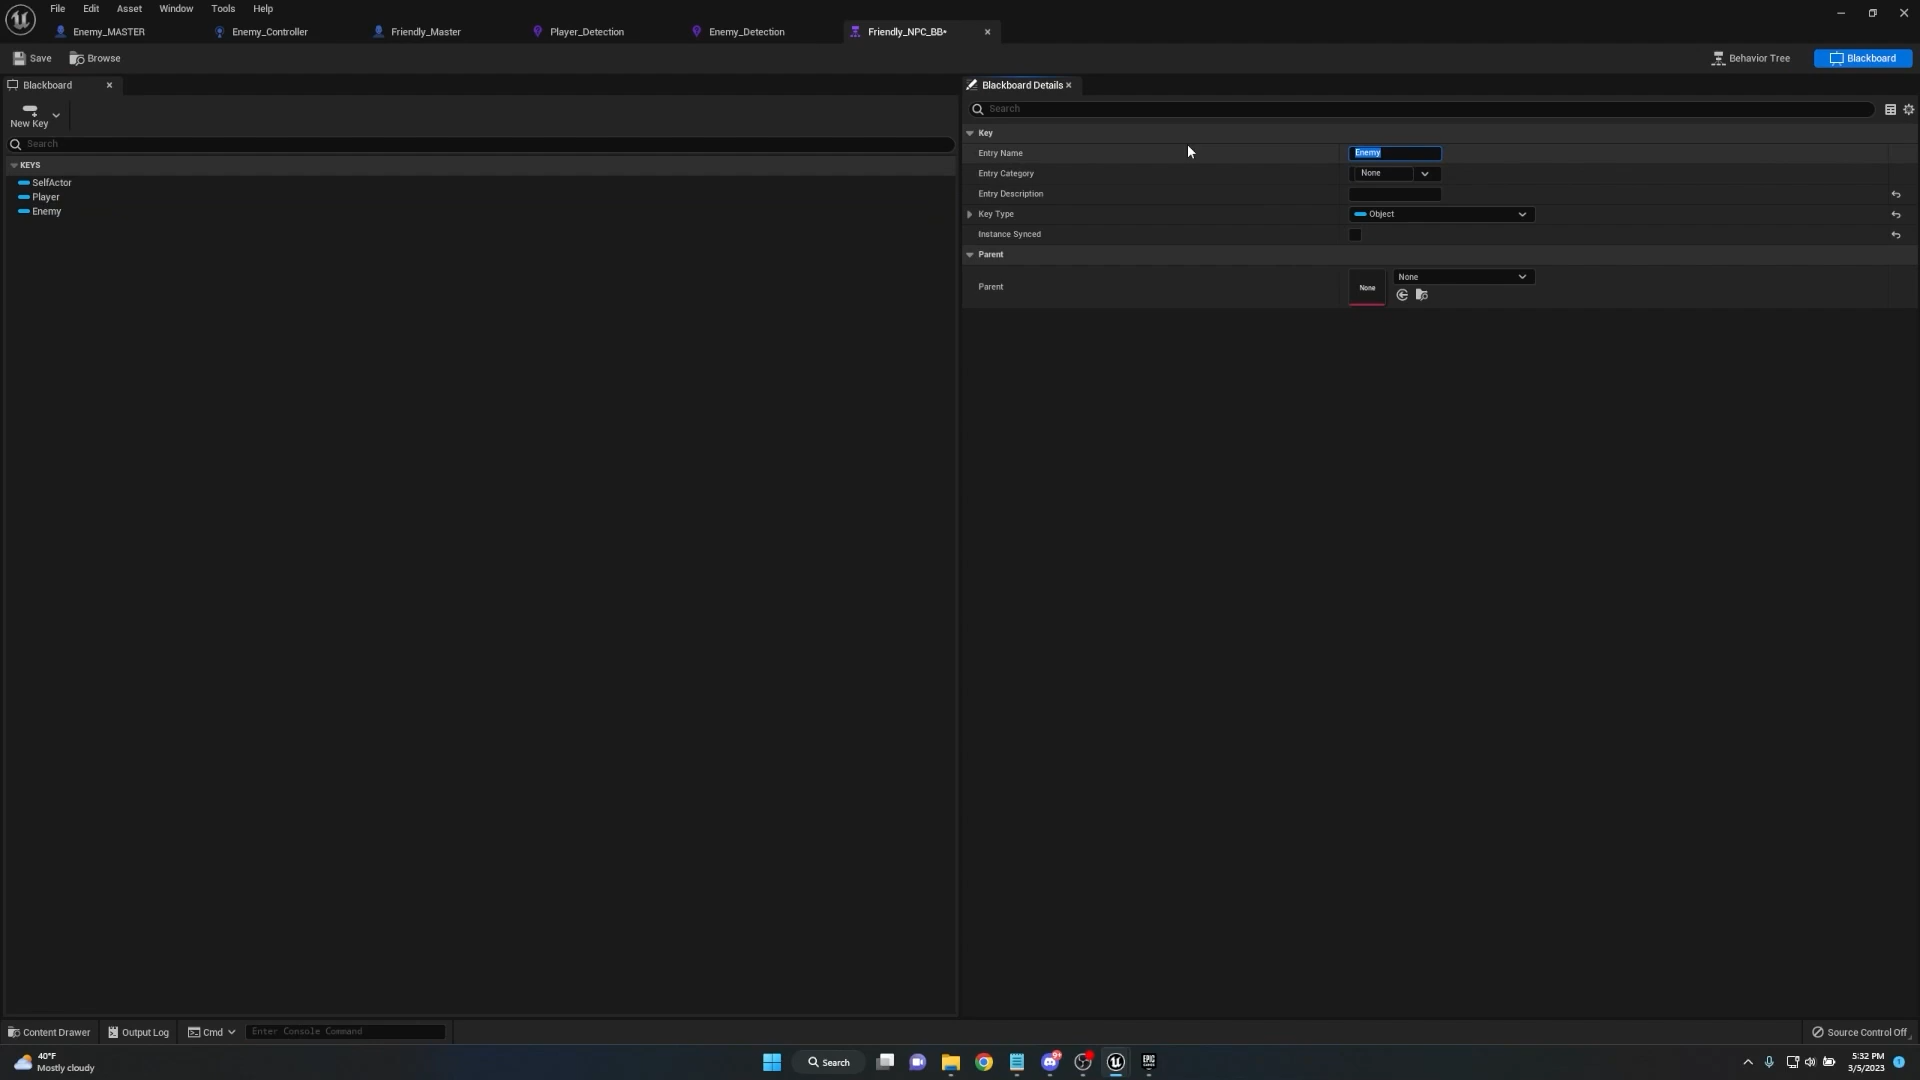 File Edit Asset Window Tools Help
Enemy_MASTER Enemy_Controller Friendly_Master Player_Detection Enemy_Detection Friendly_NPC_BB*
Save Browse Behavior Tree Blackboard
Blackboard Blackboard Details
New Key
Search
Search
KEYS
SelfActor
Player
Enemy
Key
Entry Name Enemy
Entry Category None
Entry Description
Key Type Object
Instance Synced
Parent
Parent None None
Content Drawer Output Log Cmd Enter Console Command Source Control Off
40°F
Mostly cloudy
Search
9+
EPIC
5:32 PM
3/5/2023
1